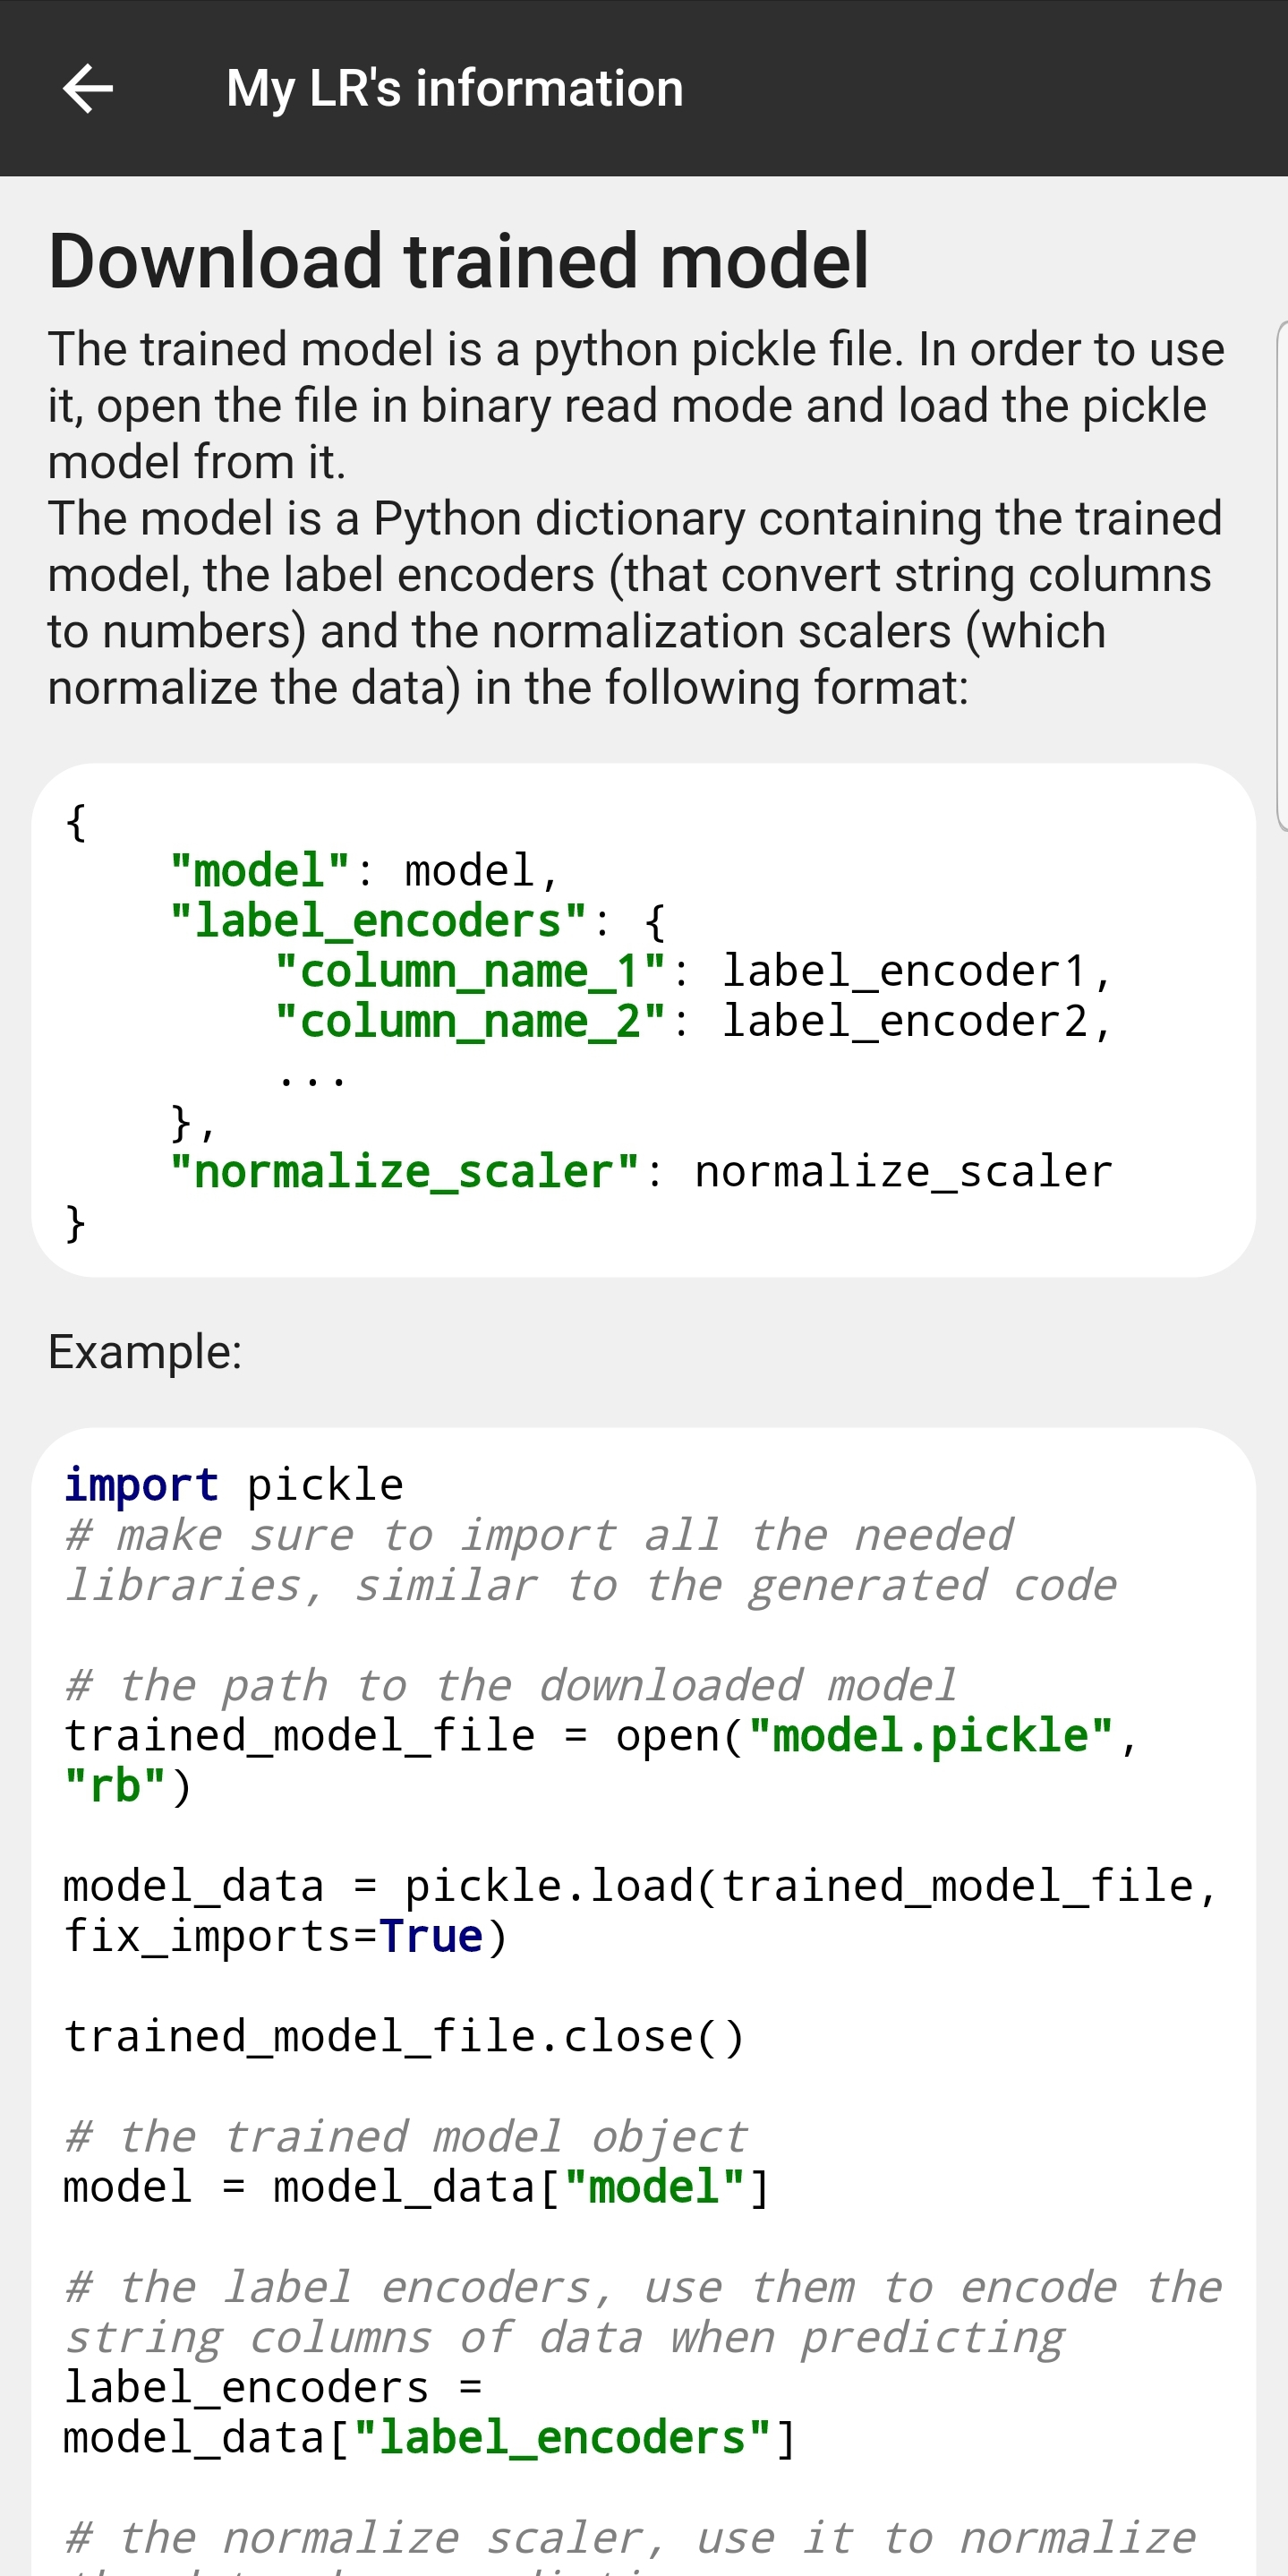 My LR's information
Download trained model
The trained model is a python pickle file. In order to use
it, open the file in binary read mode and load the pickle
model from it.
The model is a Python dictionary containing the trained
model, the label encoders (that convert string columns
to numbers) and the normalization scalers (which
normalize the data) in the following format:
{
    "model": model,
    "label_encoders": {
        "column_name_1": label_encoder1,
        "column_name_2": label_encoder2,
        ...
    },
    "normalize_scaler": normalize_scaler
}
Example:
import pickle
# make sure to import all the needed
libraries, similar to the generated code
# the path to the downloaded model
trained_model_file = open("model.pickle",
"rb")
model_data = pickle.load(trained_model_file,
fix_imports=True)
trained_model_file.close()
# the trained model object
model = model_data["model"]
# the label encoders, use them to encode the
string columns of data when predicting
label_encoders =
model_data["label_encoders"]
# the normalize scaler, use it to normalize